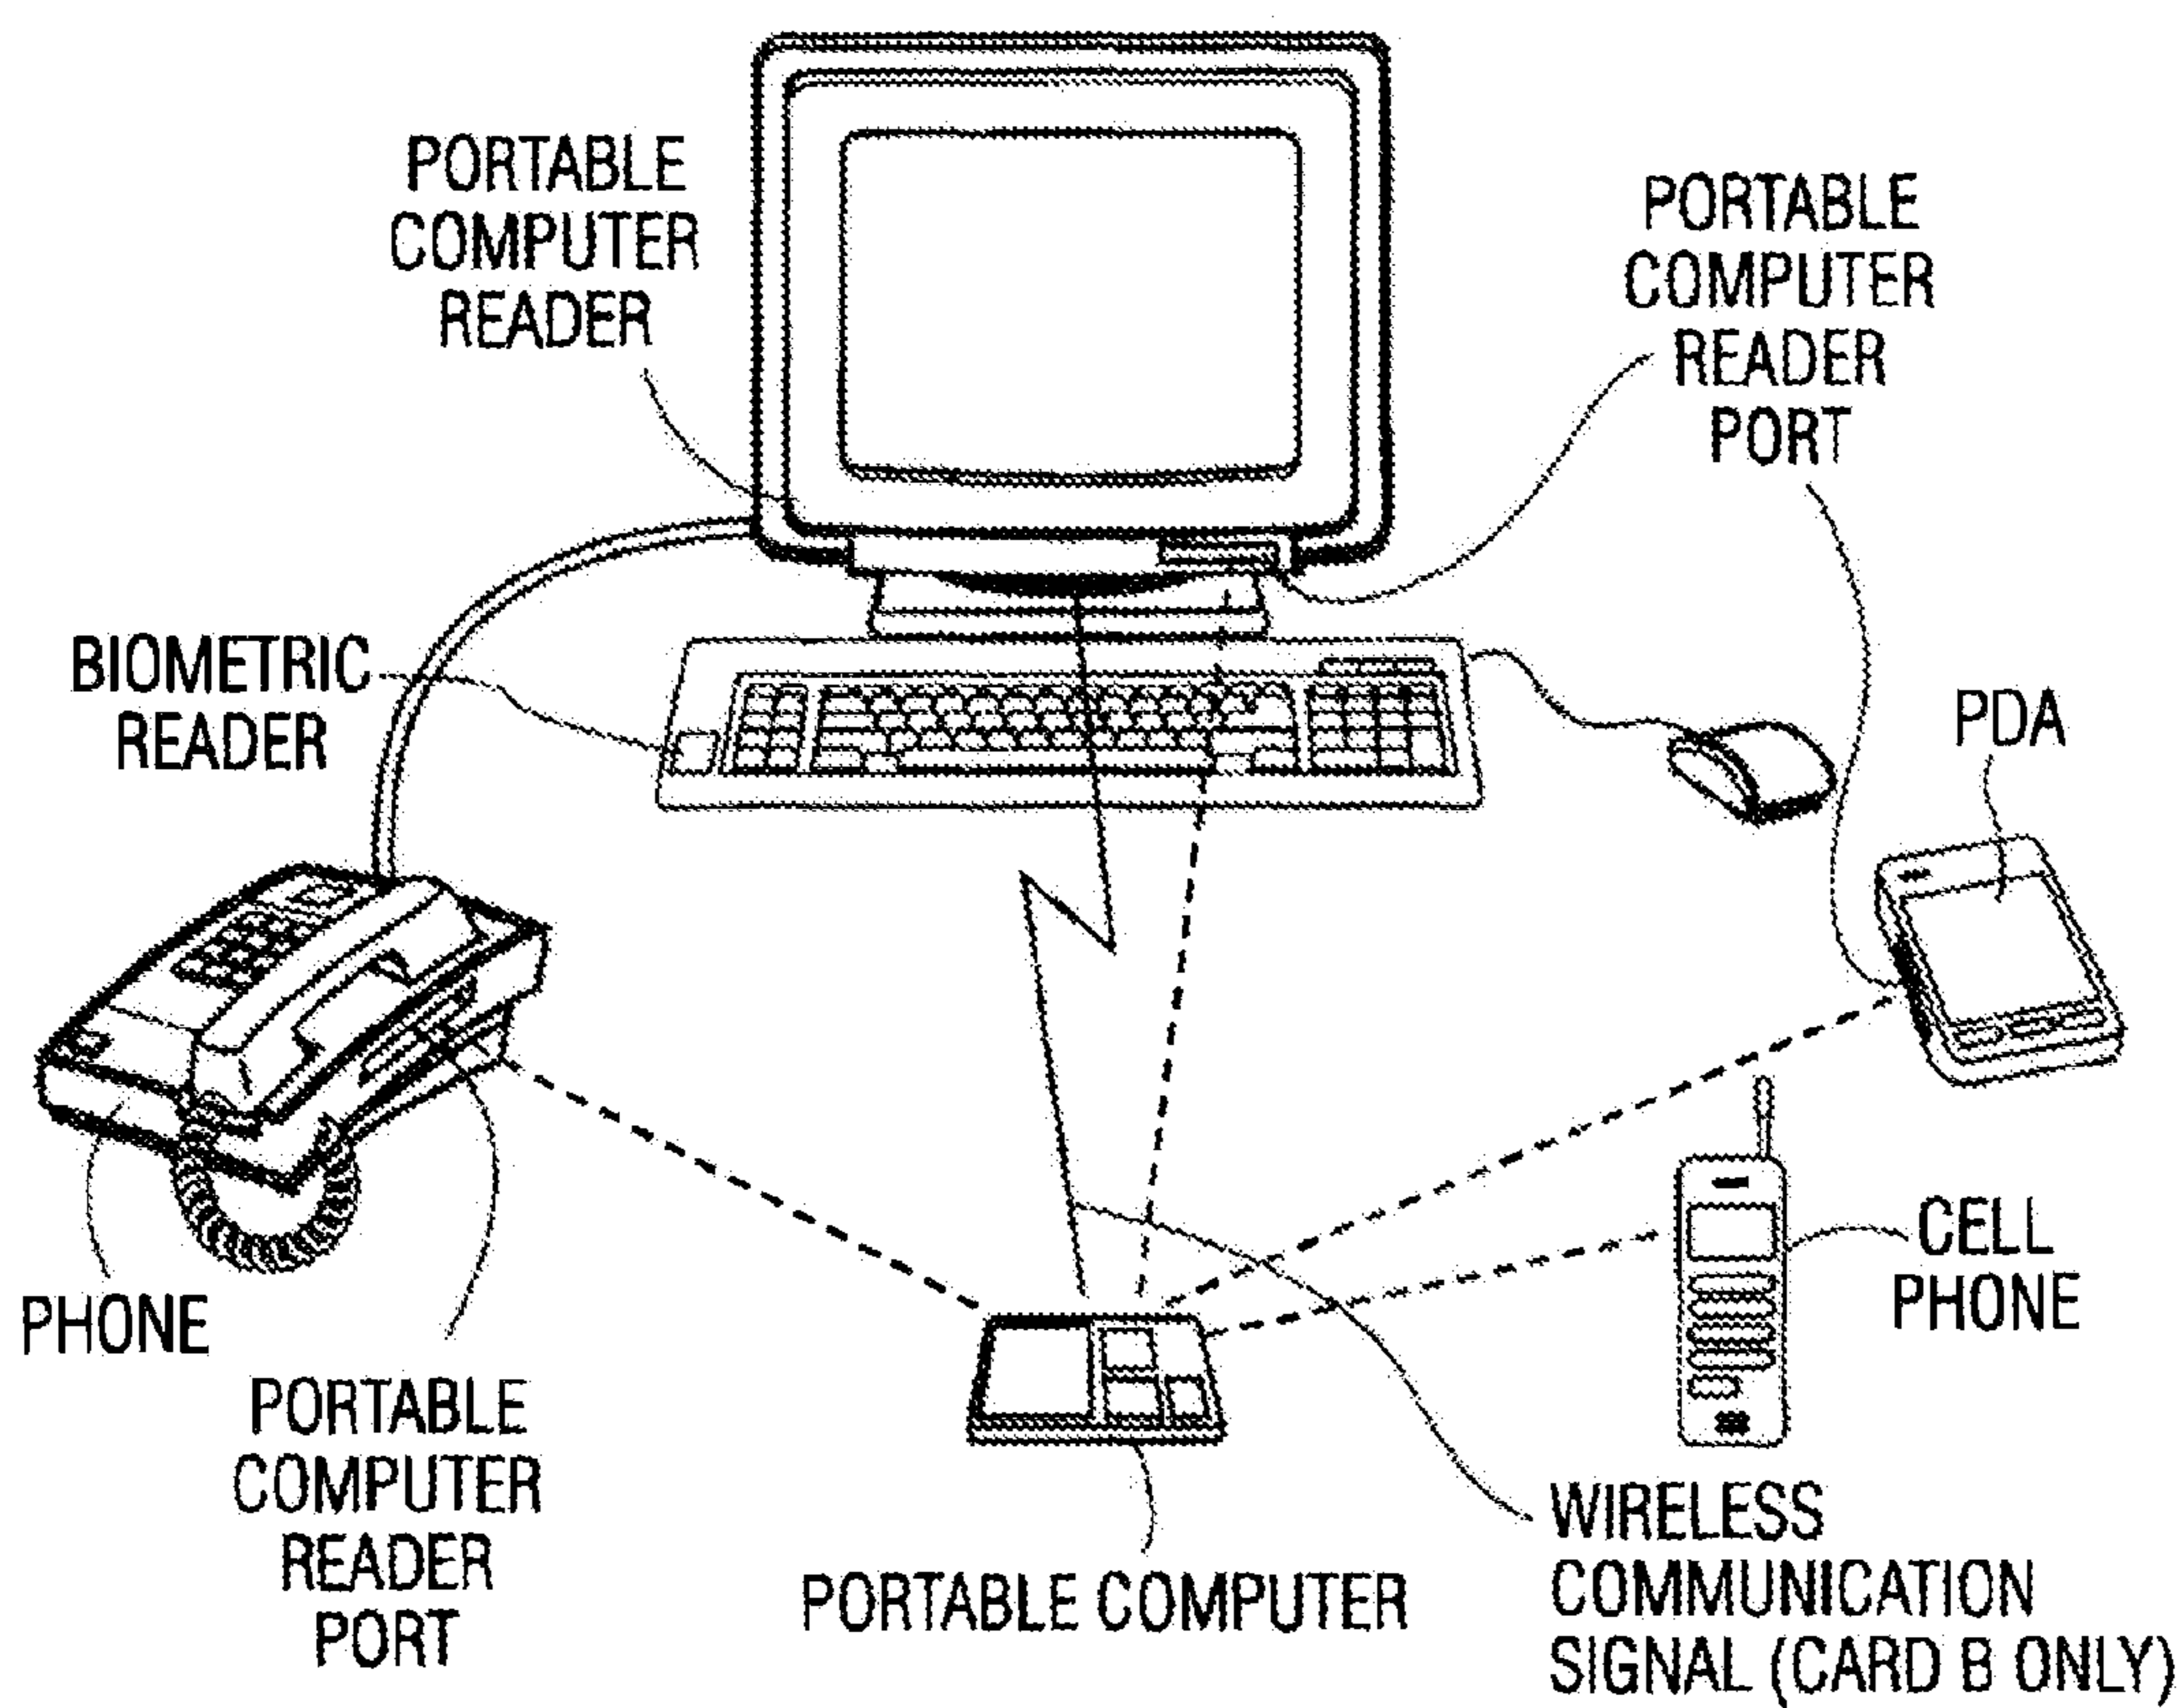 PORTABLE
COMPUTER
READER
PORTABLE
COMPUTER
READER
PORT
BIOMETRIC
READER
PDA
CELL
PHONE
PHONE
PORTABLE
COMPUTER
READER
PORT
PORTABLE COMPUTER
WIRELESS
COMMUNICATION
SIGNAL (CARD B ONLY)